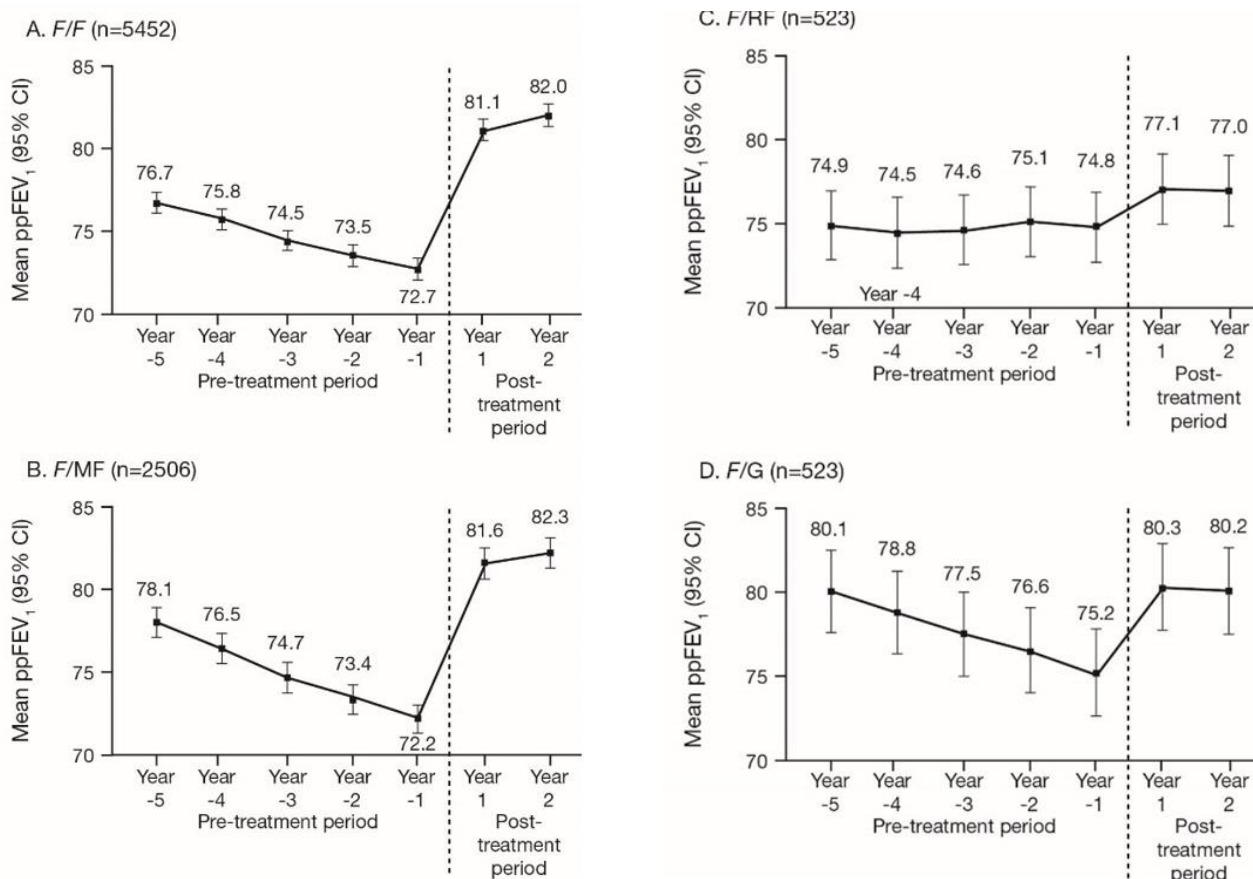 A. F/F (n=5452)
Mean ppFEV1 (95% CI)
85
80
75
70
76.7
75.8
74.5
73.5
72.7
81.1
82.0
Year Year Year Year Year Year Year
-5 -4 -3 -2 -1 1 2
Pre-treatment period
Post-
treatment
period
B. F/MF (n=2506)
Mean ppFEV1 (95% CI)
85
80
75
70
78.1
76.5
74.7
73.4
72.2
81.6
82.3
Year Year Year Year Year Year Year
-5 -4 -3 -2 -1 1 2
Pre-treatment period
Post-
treatment
period
C. F/RF (n=523)
Mean ppFEV1 (95% CI)
85
80
75
70
74.9
74.5
74.6
75.1
74.8
77.1
77.0
Year -4
Year Year Year Year Year Year Year
-5 -4 -3 -2 -1 1 2
Pre-treatment period
Post-
treatment
period
D. F/G (n=523)
Mean ppFEV1 (95% CI)
85
80
75
70
80.1
78.8
77.5
76.6
75.2
80.3
80.2
Year Year Year Year Year Year Year
-5 -4 -3 -2 -1 1 2
Pre-treatment period
Post-
treatment
period